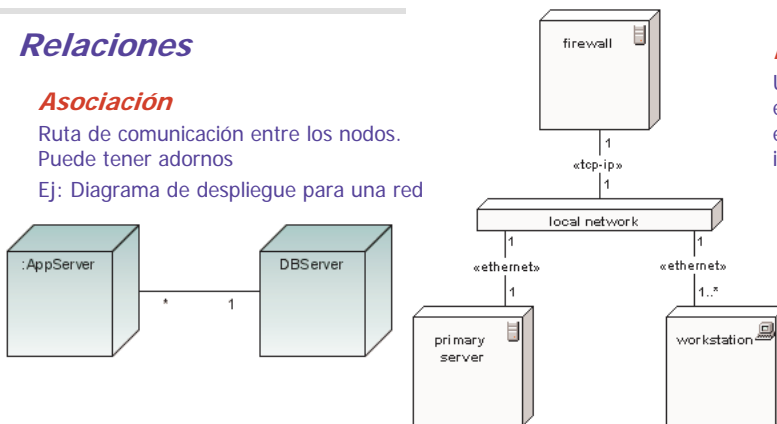 Relaciones
Asociación
Ruta de comunicación entre los nodos.
Puede tener adornos
Ej: Diagrama de despliegue para una red
:AppServer
DBServer
*
1
firewall
1
«tcp-ip»
1
local network
1
1
«ethernet»
«ethernet»
1
1..*
primary
server
workstation